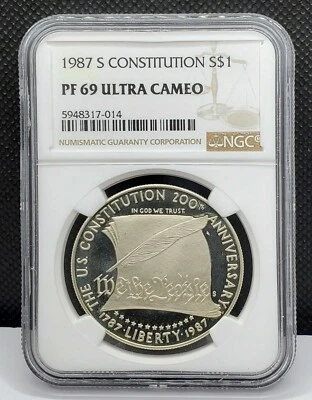 1987 S CONSTITUTION S$1
PF 69 ULTRA CAMEO
5948317-014
NUMISMATIC GUARANTY CORPORATION
NGC
THE U.S. CONSTITUTION 200TH ANNIVERSARY
IN GOD WE TRUST
We the People
S
1787 LIBERTY 1987